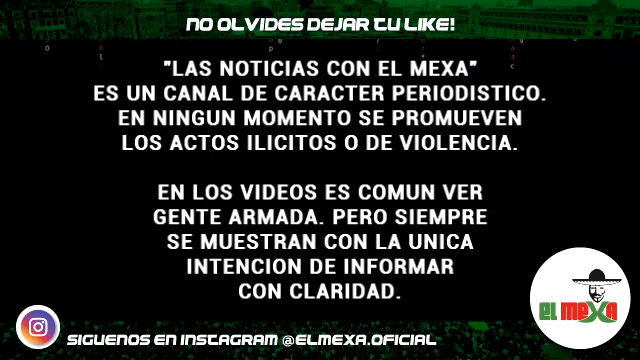 NO OLVIDES DEJAR TU LIKE!
"LAS NOTICIAS CON EL MEXA"
ES UN CANAL DE CARACTER PERIODISTICO.
EN NINGUN MOMENTO SE PROMUEVEN
LOS ACTOS ILICITOS O DE VIOLENCIA.
EN LOS VIDEOS ES COMUN VER
GENTE ARMADA. PERO SIEMPRE
SE MUESTRAN CON LA UNICA
INTENCION DE INFORMAR
CON CLARIDAD.
EL MEXA
SIGUENOS EN INSTAGRAM @ELMEXA.OFICIAL